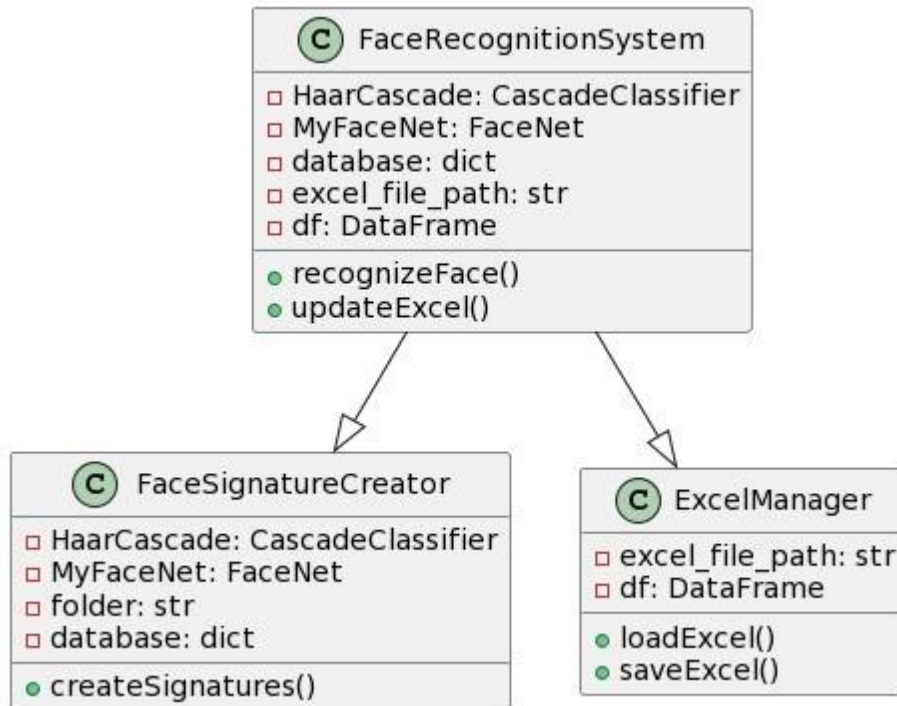 C FaceRecognitionSystem
HaarCascade: CascadeClassifier
MyFaceNet: FaceNet
database: dict
excel_file_path: str
df: DataFrame
recognizeFace()
updateExcel()
C FaceSignatureCreator
HaarCascade: CascadeClassifier
MyFaceNet: FaceNet
folder: str
database: dict
createSignatures()
C ExcelManager
excel_file_path: str
df: DataFrame
loadExcel()
saveExcel()